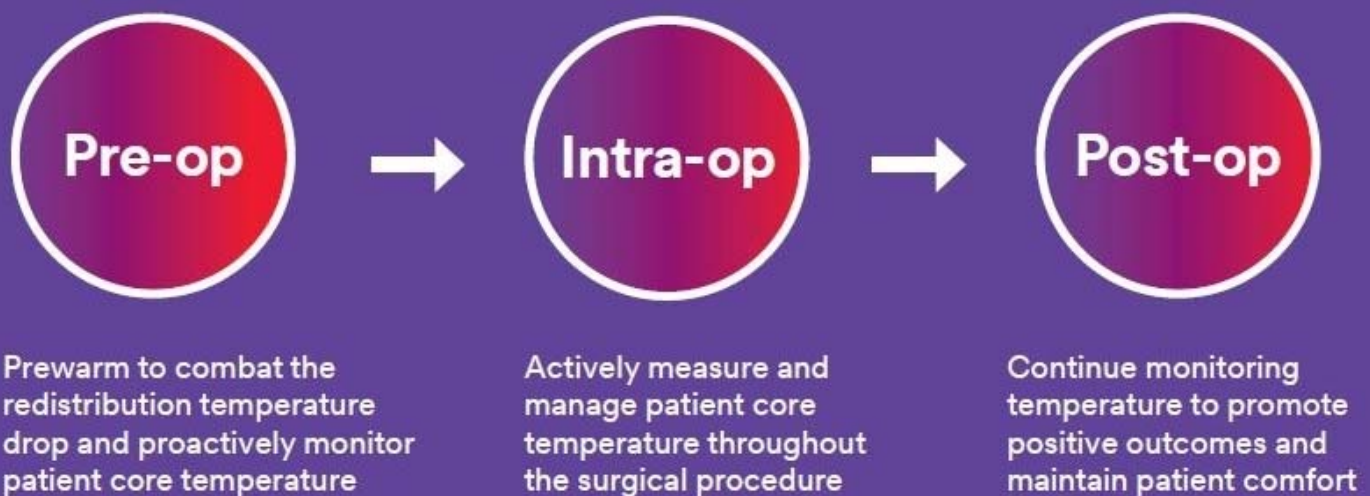 Pre-op
Intra-op
Post-op
Prewarm to combat the
redistribution temperature
drop and proactively monitor
patient core temperature
Actively measure and
manage patient core
temperature throughout
the surgical procedure
Continue monitoring
temperature to promote
positive outcomes and
maintain patient comfort